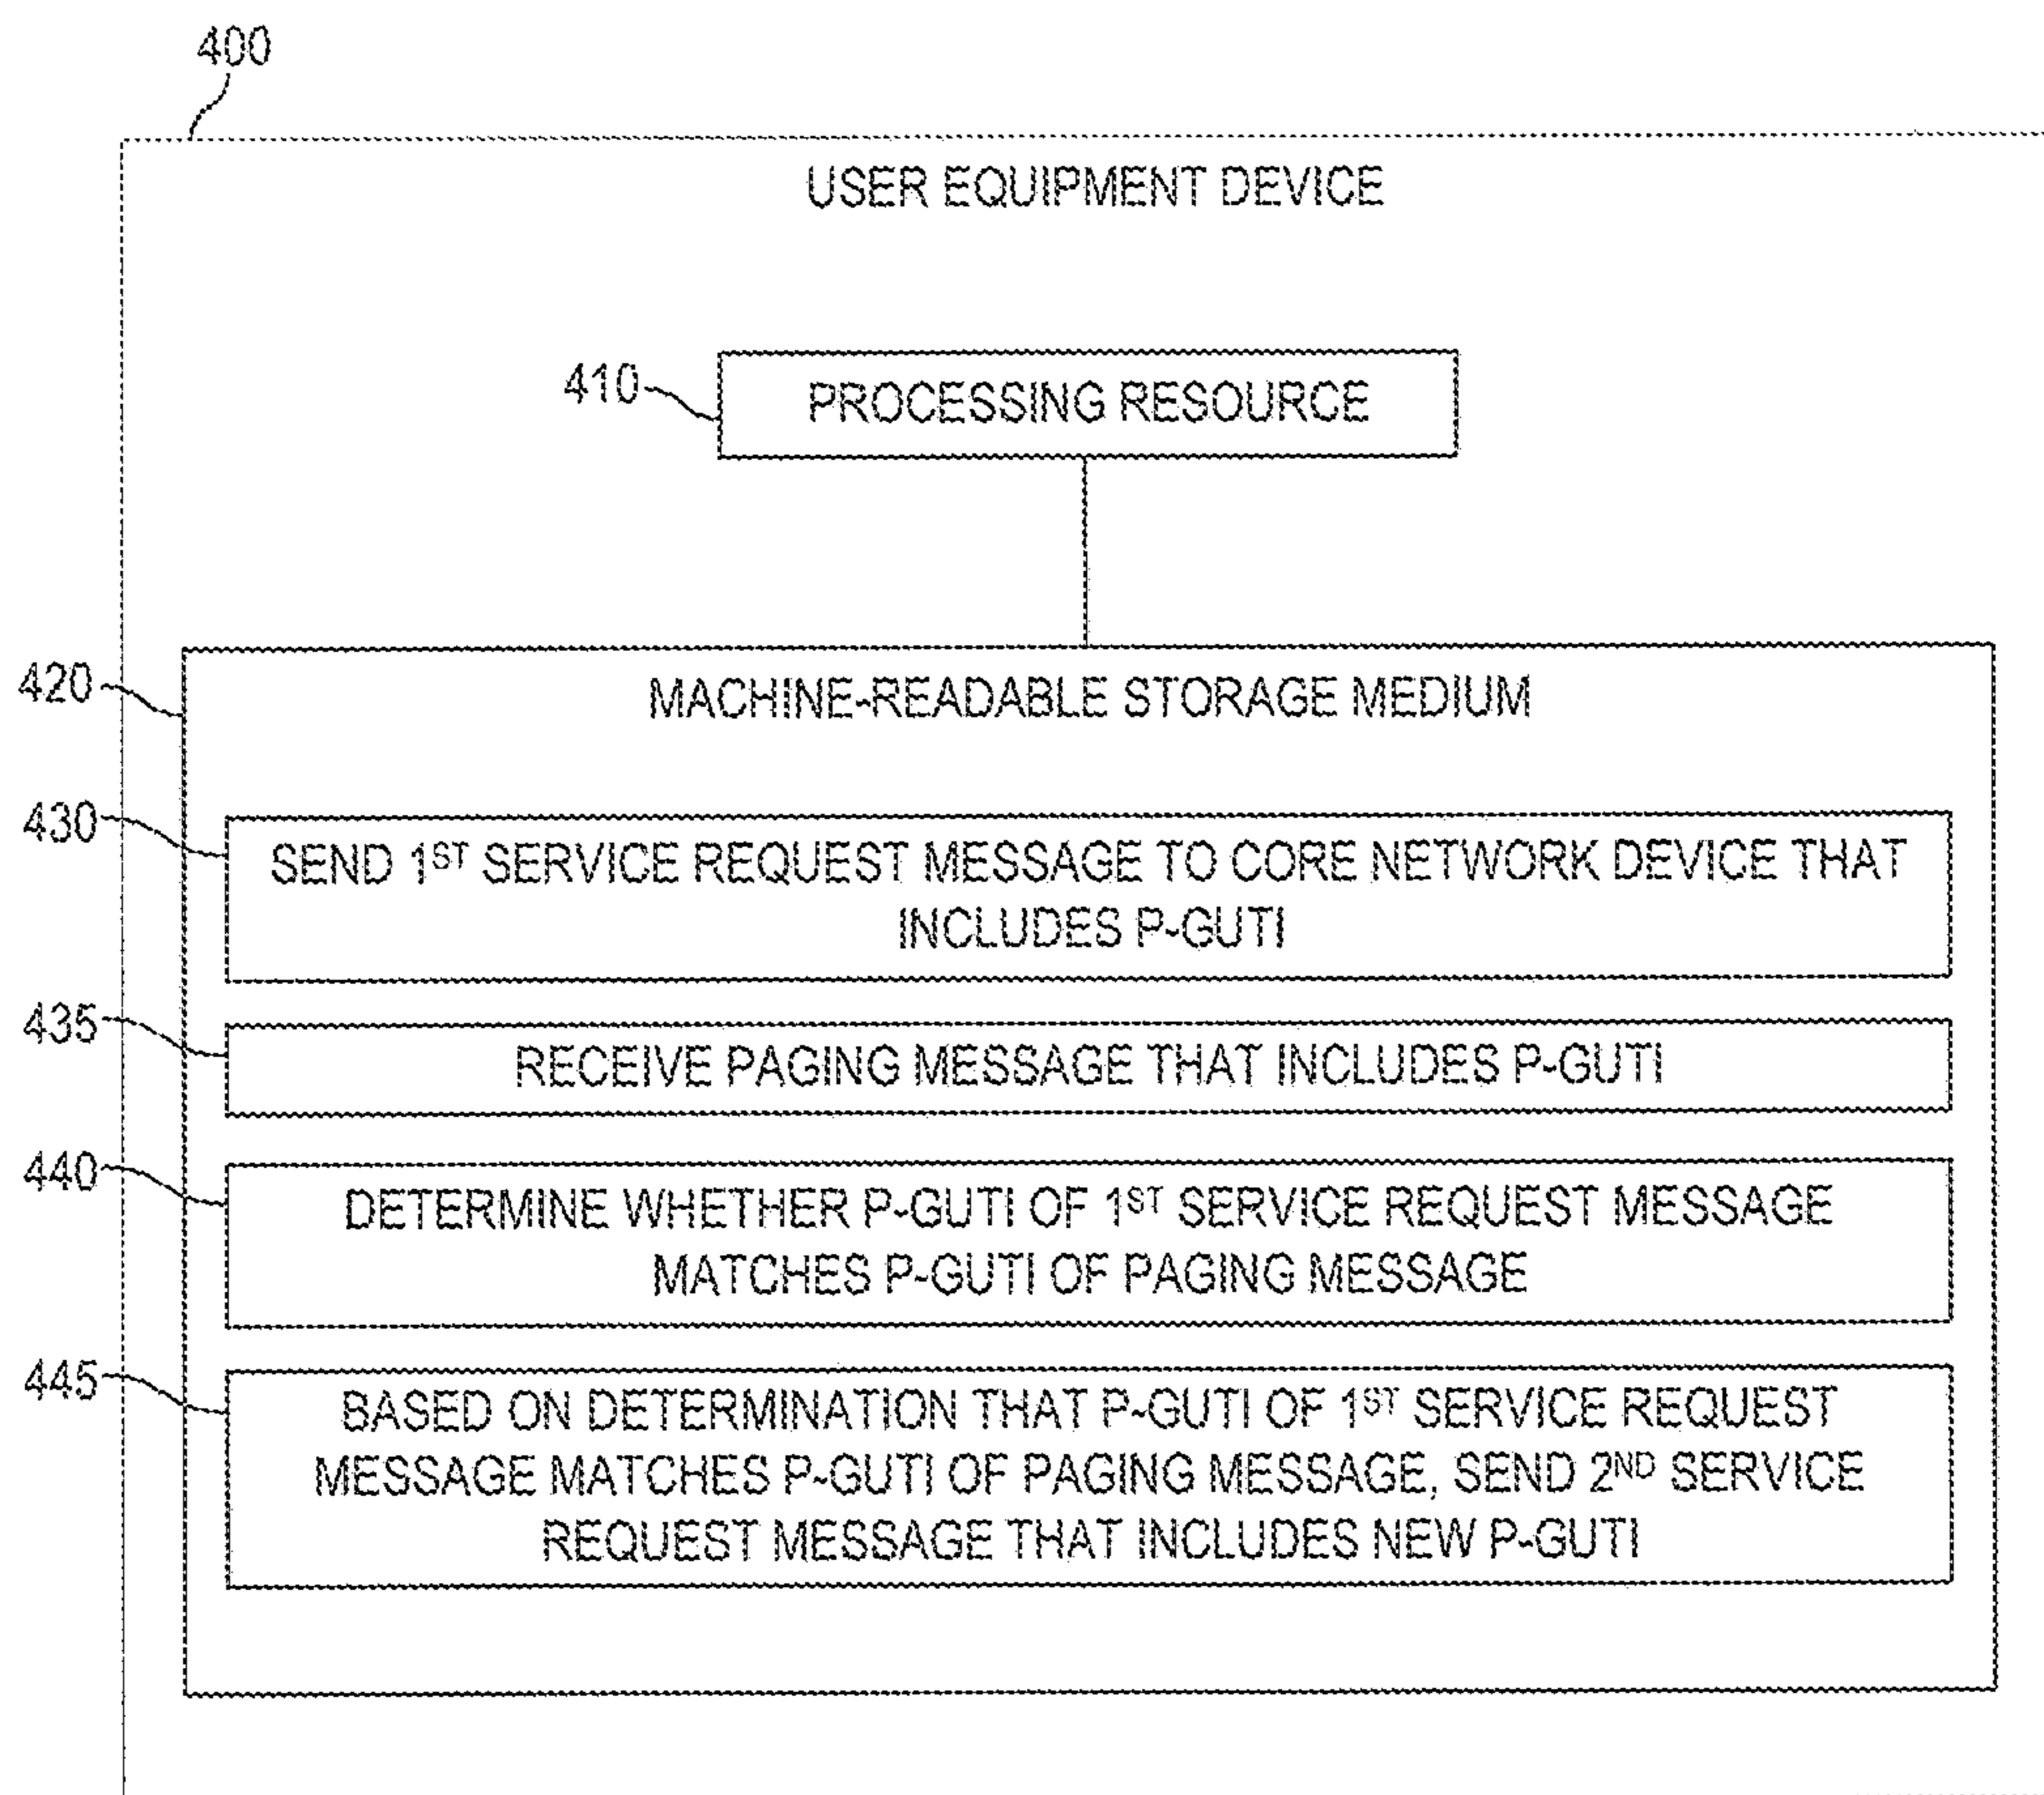 400
USER EQUIPMENT DEVICE
410
PROCESSING RESOURCE
420
MACHINE-READABLE STORAGE MEDIUM
430
SEND 1ST SERVICE REQUEST MESSAGE TO CORE NETWORK DEVICE THAT
INCLUDES P-GUTI
435
RECEIVE PAGING MESSAGE THAT INCLUDES P-GUTI
440
DETERMINE WHETHER P-GUTI OF 1ST SERVICE REQUEST MESSAGE
MATCHES P-GUTI OF PAGING MESSAGE
445
BASED ON DETERMINATION THAT P-GUTI OF 1ST SERVICE REQUEST
MESSAGE MATCHES P-GUTI OF PAGING MESSAGE, SEND 2ND SERVICE
REQUEST MESSAGE THAT INCLUDES NEW P-GUTI